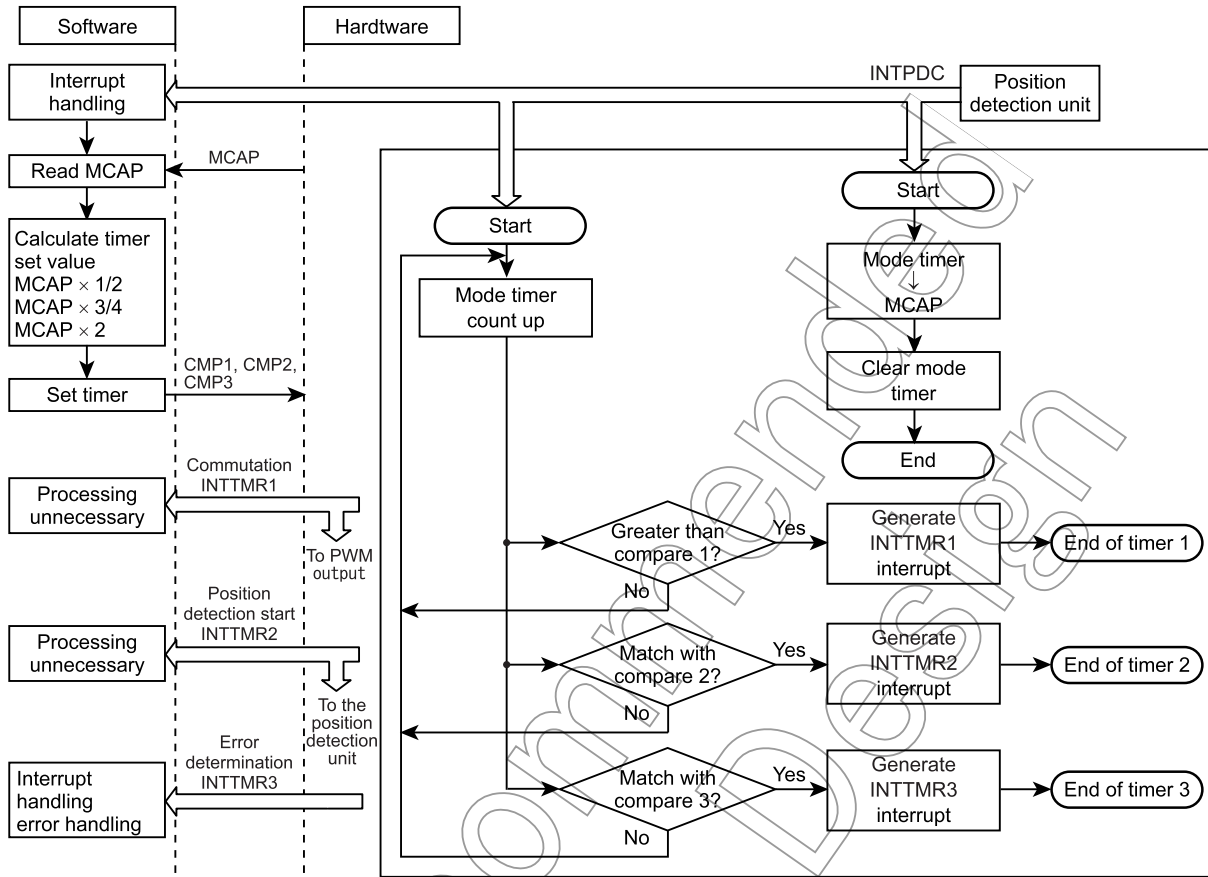 Software
Hardtware
Interrupt
handling
INTPDC
Position
detection unit
Read MCAP
MCAP
Start
Start
Calculate timer
set value
MCAP × 1/2
MCAP × 3/4
MCAP × 2
Mode timer
count up
Mode timer
↓
MCAP
Clear mode
timer
End
Set timer
CMP1, CMP2,
CMP3
Processing
unnecessary
Commutation
INTTMR1
To PWM
output
Greater than
compare 1?
Yes
No
Generate
INTTMR1
interrupt
End of timer 1
Processing
unnecessary
Position
detection start
INTTMR2
To the
position
detection
unit
Match with
compare 2?
Yes
No
Generate
INTTMR2
interrupt
End of timer 2
Interrupt
handling
error handling
Error
determination
INTTMR3
Match with
compare 3?
Yes
No
Generate
INTTMR3
interrupt
End of timer 3
ommended
Design